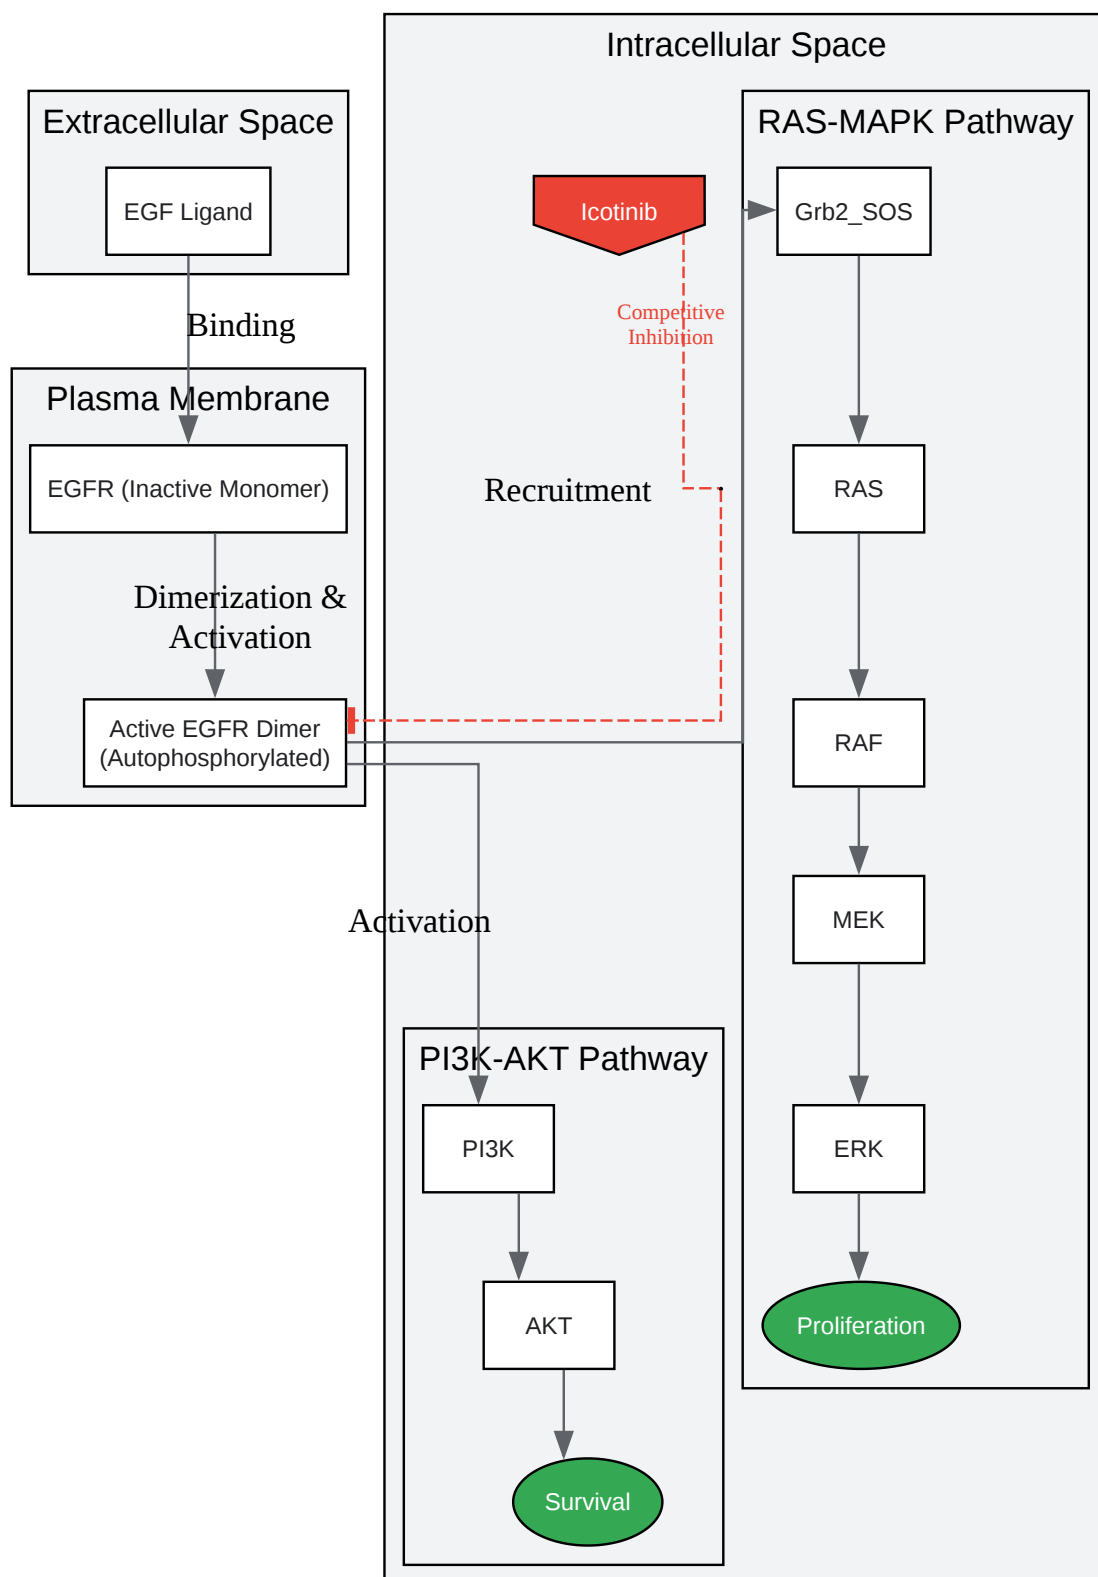 Intracellular Space
Extracellular Space
RAS-MAPK Pathway
EGF Ligand
Icotinib
Grb2_SOS
Competitive
Inhibition
Binding
Plasma Membrane
EGFR (Inactive Monomer)
Recruitment
RAS
Dimerization &
Activation
Active EGFR Dimer
(Autophosphorylated)
RAF
MEK
Activation
PI3K-AKT Pathway
PI3K
ERK
AKT
Proliferation
Survival